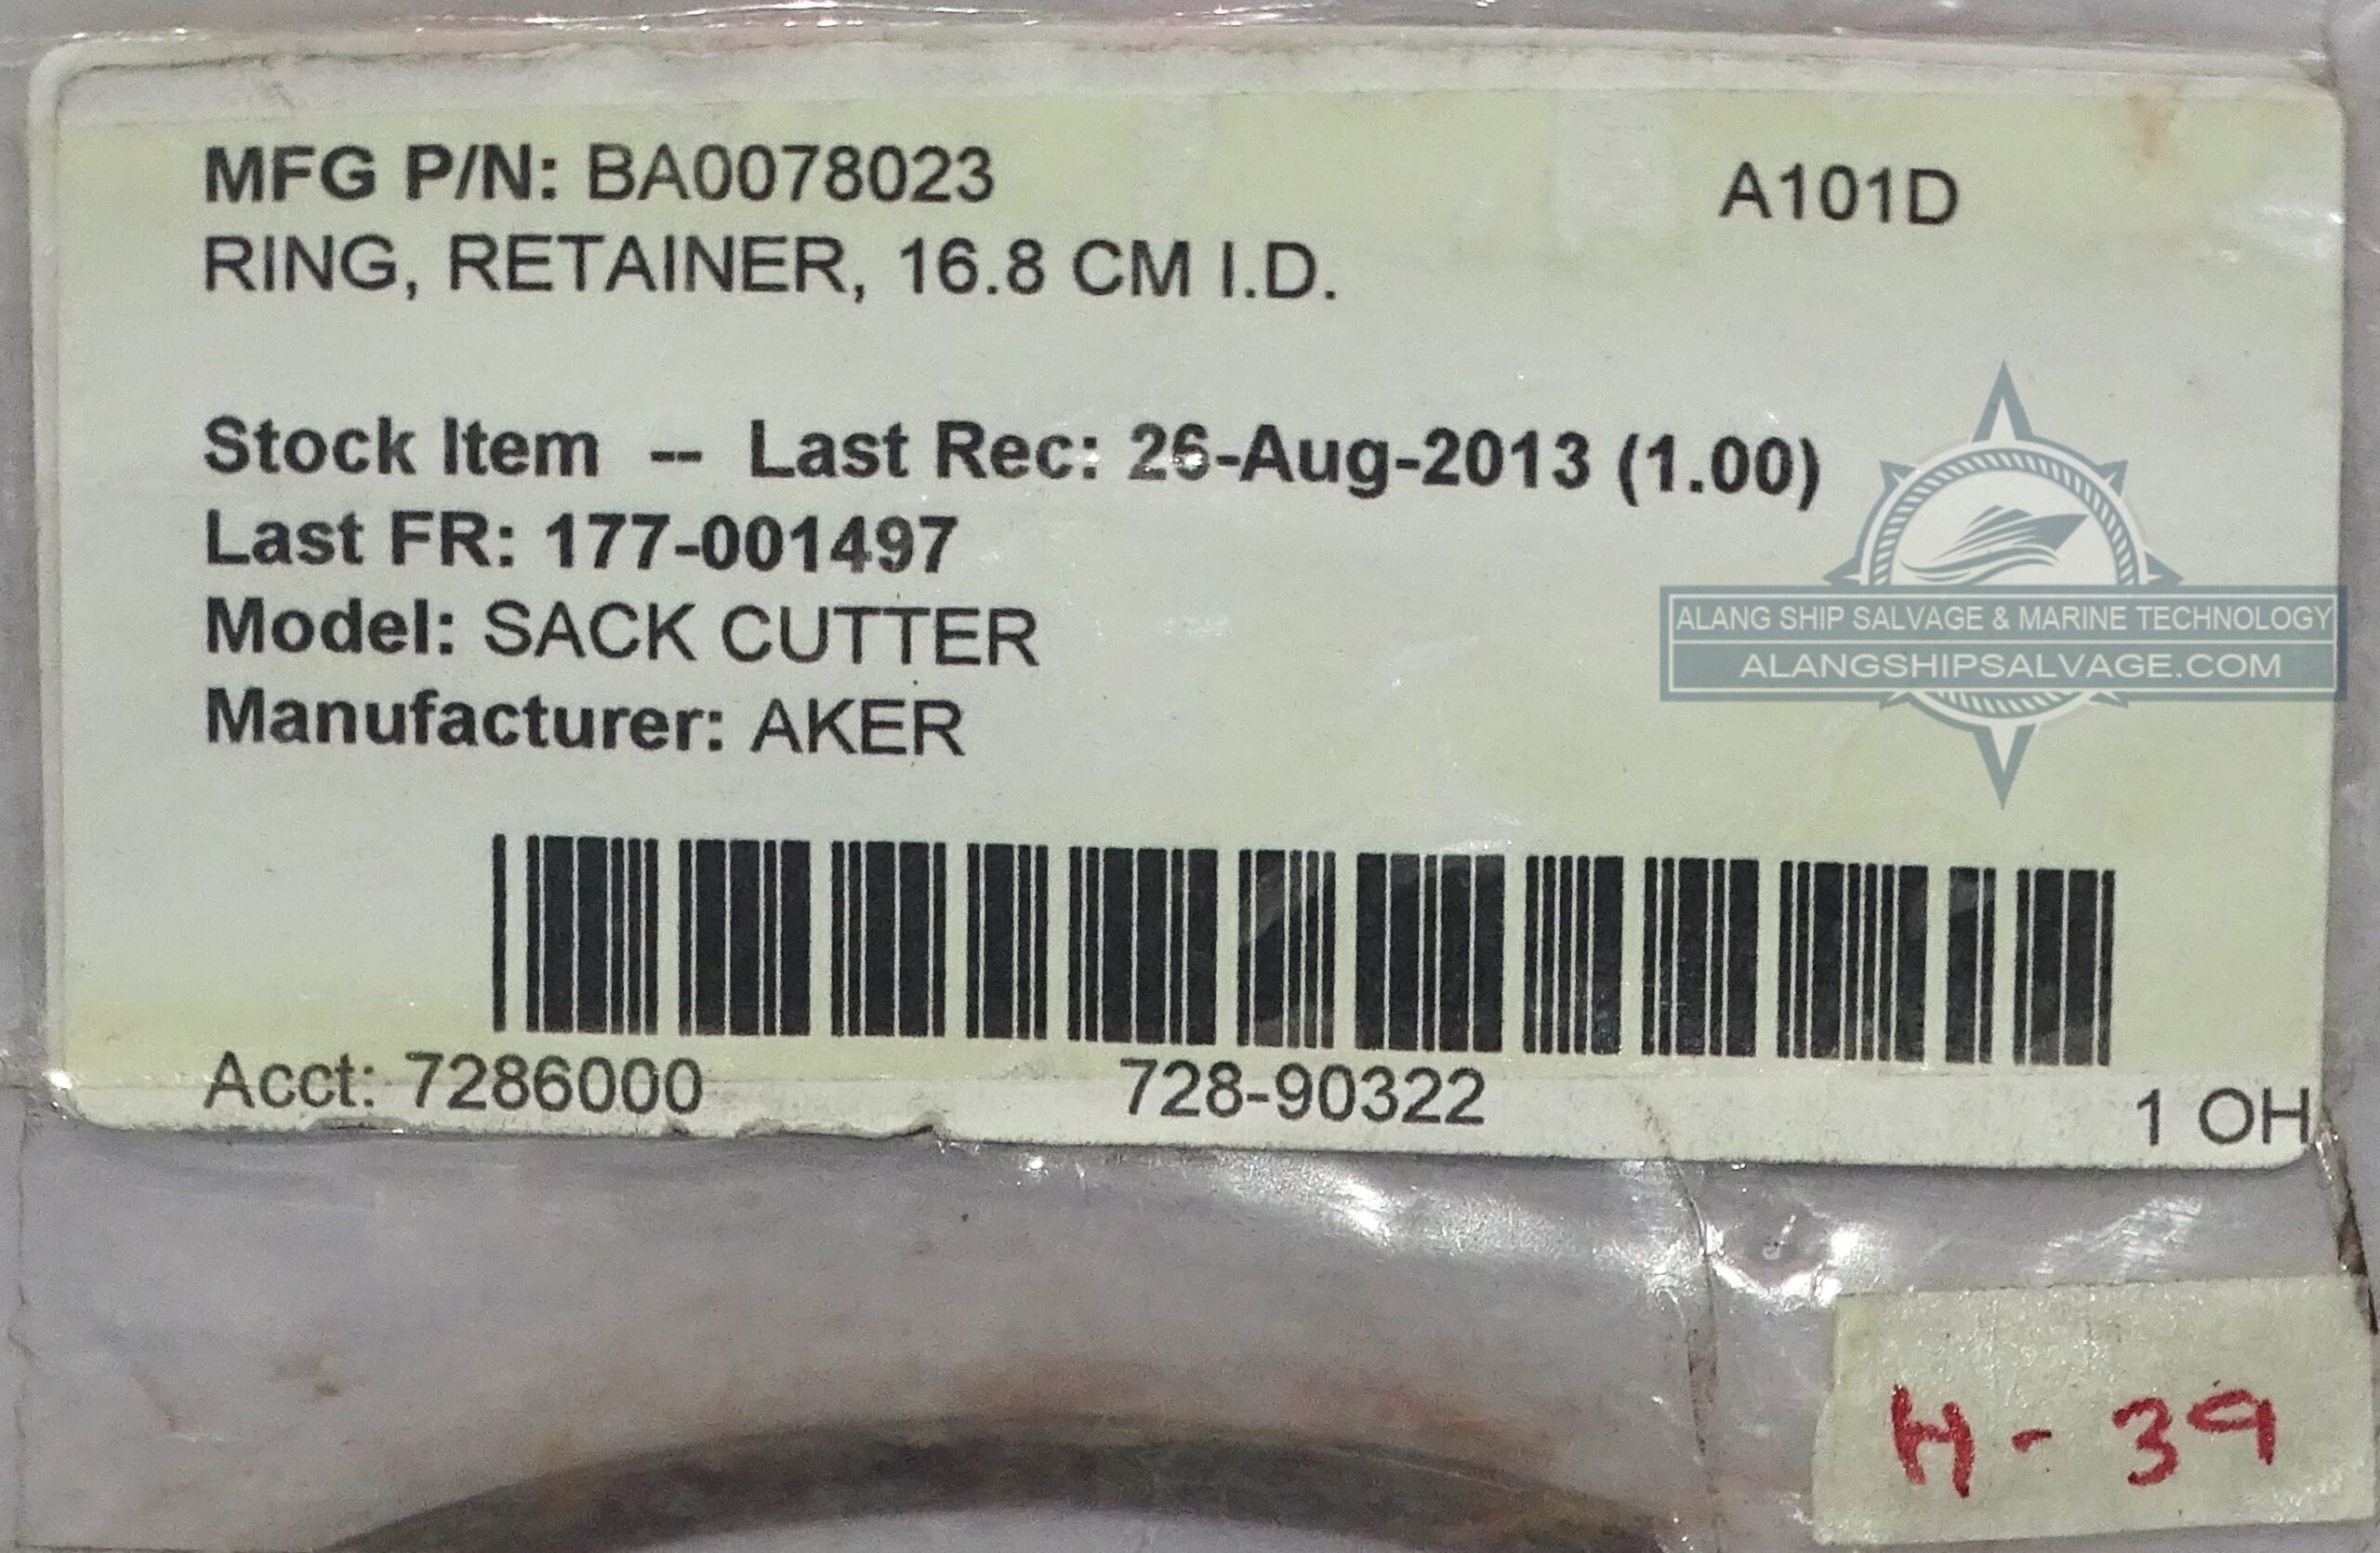 MFG P/N: BA0078023
A101D
RING, RETAINER, 16.8 CM I.D.
Stock Item -- Last Rec: 26-Aug-2013 (1.00)
Last FR: 177-001497
Model: SACK CUTTER
Manufacturer: AKER
ALANG SHIP SALVAGE & MARINE TECHNOLOGY
ALANGSHIPSALVAGE.COM
Acct: 7286000
728-90322
1 OH
H-39